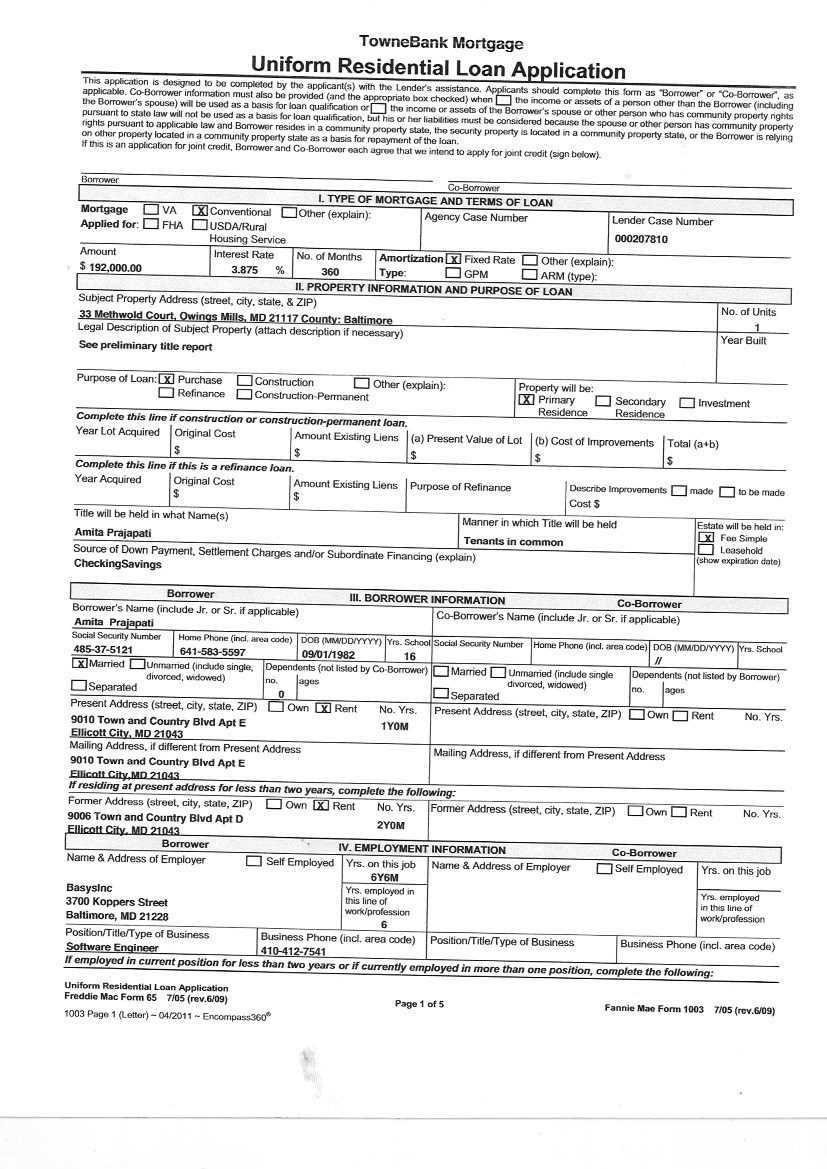 TowneBank Mortgage
Uniform Residential Loan Application
This application is designed to be completed by the applicant(s) with the Lender's assistance. Applicants should complete this form as "Borrower" or "Co-Borrower", as
applicable. Co-Borrower information must also be provided (and the appropriate box checked) when the income or assets of a person other than the Borrower (including
the Borrower's spouse) will be used as a basis for loan qualification or the income or assets of the Borrower's spouse or other person who has community property rights
pursuant to state law will not be used as a basis for loan qualification, but his or her liabilities must be considered because the spouse or other person has community property
rights pursuant to applicable law and Borrower resides in a community property state, the security property is located in a community property state, or the Borrower is relying
on other property located in a community property state as a basis for repayment of the loan.
If this is an application for joint credit, Borrower and Co-Borrower each agree that we intend to apply for joint credit (sign below).
Borrower Co-Borrower
I. TYPE OF MORTGAGE AND TERMS OF LOAN
Mortgage VA X Conventional Other (explain): Agency Case Number Lender Case Number
Applied for: FHA USDA/Rural
Housing Service 000207810
Amount Interest Rate No. of Months Amortization X Fixed Rate Other (explain):
$ 192,000.00 3.875 % 360 Type: GPM ARM (type):
II. PROPERTY INFORMATION AND PURPOSE OF LOAN
Subject Property Address (street, city, state, & ZIP) No. of Units
33 Methwold Court, Owings Mills, MD 21117 County: Baltimore 1
Legal Description of Subject Property (attach description if necessary) Year Built
See preliminary title report
Purpose of Loan: X Purchase Construction Other (explain): Property will be:
Refinance Construction-Permanent X Primary Residence Secondary Residence Investment
Complete this line if construction or construction-permanent loan.
Year Lot Acquired Original Cost Amount Existing Liens (a) Present Value of Lot (b) Cost of Improvements Total (a+b)
$ $ $ $ $
Complete this line if this is a refinance loan.
Year Acquired Original Cost Amount Existing Liens Purpose of Refinance Describe Improvements made to be made
$ $ Cost $
Title will be held in what Name(s) Manner in which Title will be held Estate will be held in:
Amita Prajapati Tenants in common X Fee Simple
Source of Down Payment, Settlement Charges and/or Subordinate Financing (explain) Leasehold
CheckingSavings (show expiration date)
Borrower III. BORROWER INFORMATION Co-Borrower
Borrower's Name (include Jr. or Sr. if applicable) Co-Borrower's Name (include Jr. or Sr. if applicable)
Amita Prajapati
Social Security Number Home Phone (incl. area code) DOB (MM/DD/YYYY) Yrs. School Social Security Number Home Phone (incl. area code) DOB (MM/DD/YYYY) Yrs. School
485-37-5121 641-583-5597 09/01/1982 16 //
X Married Unmarried (include single, divorced, widowed) Dependents (not listed by Co-Borrower) Married Unmarried (include single divorced, widowed) Dependents (not listed by Borrower)
Separated no. ages Separated no. ages
0
Present Address (street, city, state, ZIP) Own X Rent No. Yrs. Present Address (street, city, state, ZIP) Own Rent No. Yrs.
9010 Town and Country Blvd Apt E 1Y0M
Ellicott City, MD 21043
Mailing Address, if different from Present Address Mailing Address, if different from Present Address
9010 Town and Country Blvd Apt E
Ellicott City,MD 21043
If residing at present address for less than two years, complete the following:
Former Address (street, city, state, ZIP) Own X Rent No. Yrs. Former Address (street, city, state, ZIP) Own Rent No. Yrs.
9006 Town and Country Blvd Apt D 2Y0M
Ellicott City, MD 21043
Borrower IV. EMPLOYMENT INFORMATION Co-Borrower
Name & Address of Employer Self Employed Yrs. on this job Name & Address of Employer Self Employed Yrs. on this job
6Y6M
BasysInc Yrs. employed in this line of work/profession Yrs. employed in this line of work/profession
3700 Koppers Street
Baltimore, MD 21228 6
Position/Title/Type of Business Business Phone (incl. area code) Position/Title/Type of Business Business Phone (incl. area code)
Software Engineer 410-412-7541
If employed in current position for less than two years or if currently employed in more than one position, complete the following:
Uniform Residential Loan Application
Freddie Mac Form 65 7/05 (rev.6/09) Page 1 of 5 Fannie Mae Form 1003 7/05 (rev.6/09)
1003 Page 1 (Letter) ~ 04/2011 ~ Encompass360®